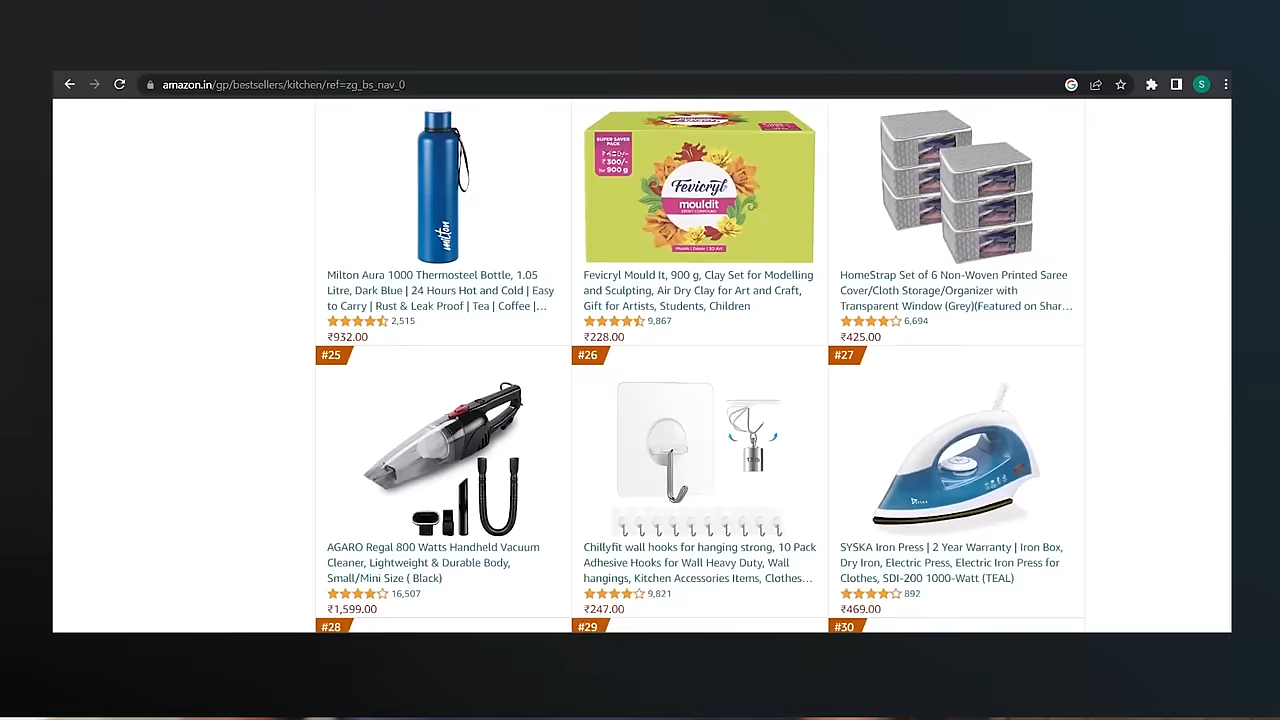 amazon.in/gp/bestsellers/kitchen/ref=zg_bs_nav_0
S
milton
SUPER SAVER
PACK
₹300/-
for 900 g
Fevicryl
mouldit
EPOXY COMPOUND
Milton Aura 1000 Thermosteel Bottle, 1.05
Litre, Dark Blue | 24 Hours Hot and Cold | Easy
to Carry | Rust & Leak Proof | Tea | Coffee |...
2,515
₹932.00
Fevicryl Mould It, 900 g, Clay Set for Modelling
and Sculpting, Air Dry Clay for Art and Craft,
Gift for Artists, Students, Children
9,867
₹228.00
HomeStrap Set of 6 Non-Woven Printed Saree
Cover/Cloth Storage/Organizer with
Transparent Window (Grey)(Featured on Shar...
6,694
₹425.00
#25
#26
#27
AGARO Regal 800 Watts Handheld Vacuum
Cleaner, Lightweight & Durable Body,
Small/Mini Size ( Black)
16,507
₹1,599.00
Chillyfit wall hooks for hanging strong, 10 Pack
Adhesive Hooks for Wall Heavy Duty, Wall
hangings, Kitchen Accessories Items, Clothes...
9,821
₹247.00
SYSKA Iron Press | 2 Year Warranty | Iron Box,
Dry Iron, Electric Press, Electric Iron Press for
Clothes, SDI-200 1000-Watt (TEAL)
892
₹469.00
#28
#29
#30